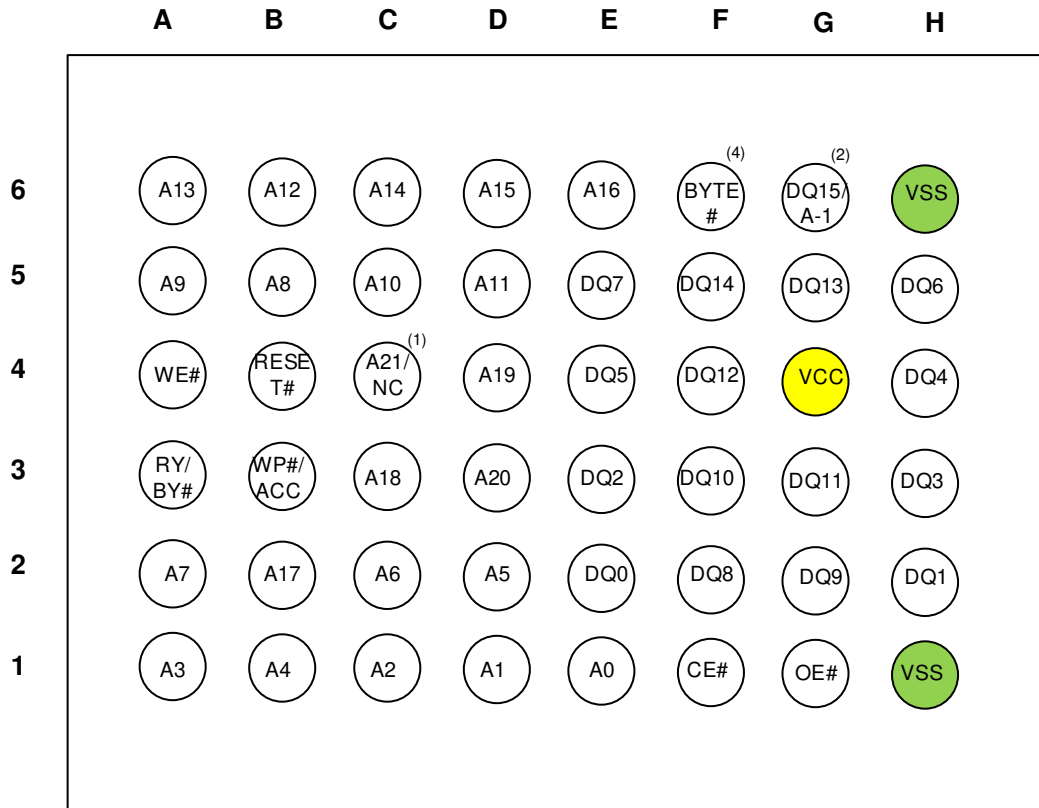 A B C D E F G H
(4) (2)
6 A13 A12 A14 A15 A16 BYTE # DQ15/ A-1 VSS
5 A9 A8 A10 A11 DQ7 DQ14 DQ13 DQ6
(1)
4 WE# RESE T# A21/ NC A19 DQ5 DQ12 VCC DQ4
3 RY/ BY# WP#/ ACC A18 A20 DQ2 DQ10 DQ11 DQ3
2 A7 A17 A6 A5 DQ0 DQ8 DQ9 DQ1
1 A3 A4 A2 A1 A0 CE# OE# VSS